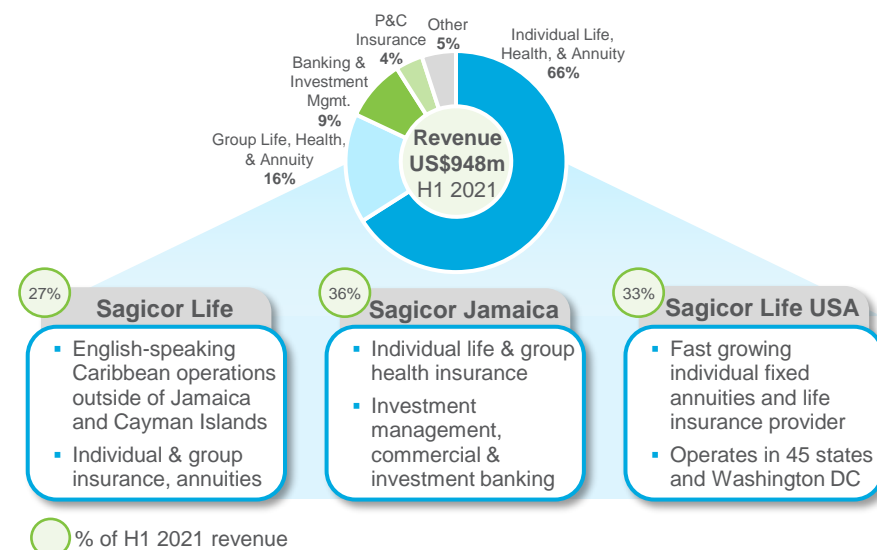 P&C
Insurance
4%
Other
5%
Individual Life,
Health, & Annuity
66%
Banking &
Investment
Mgmt.
9%
Group Life, Health,
& Annuity
16%
Revenue
US$948m
H1 2021
27%
Sagicor Life
▪ English-speaking
Caribbean operations
outside of Jamaica
and Cayman Islands
▪ Individual & group
insurance, annuities
36%
Sagicor Jamaica
▪ Individual life & group
health insurance
▪ Investment
management,
commercial &
investment banking
33%
Sagicor Life USA
▪ Fast growing
individual fixed
annuities and life
insurance provider
▪ Operates in 45 states
and Washington DC
% of H1 2021 revenue